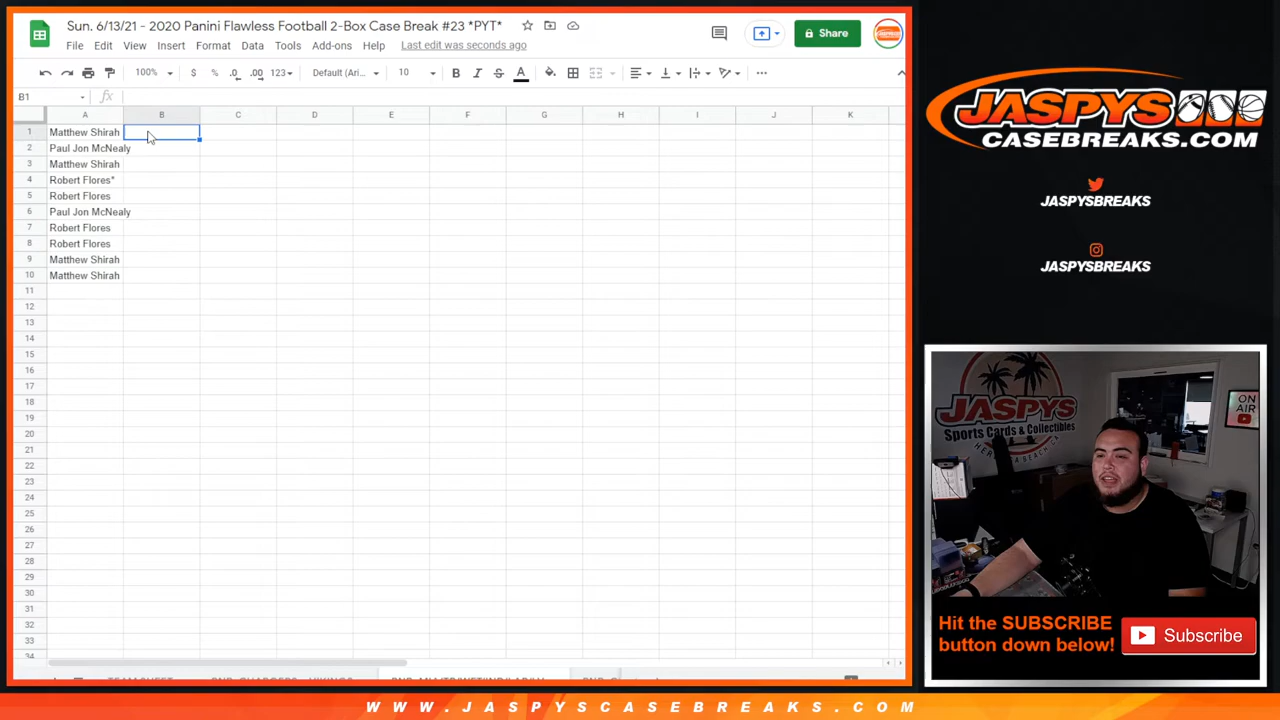 Sun. 6/13/21 - 2020 Panini Flawless Football 2-Box Case Break #23 *PYT*
File Edit View Insert Format Data Tools Add-ons Help Last edit was seconds ago
Share
100% $ % .0 .00 123 Default (Ari... 10 B I S A
B1 fx
A B C D E F G H I J K
1 Matthew Shirah
2 Paul Jon McNealy
3 Matthew Shirah
4 Robert Flores*
5 Robert Flores
6 Paul Jon McNealy
7 Robert Flores
8 Robert Flores
9 Matthew Shirah
10 Matthew Shirah
11
12
13
14
15
16
17
18
19
20
21
22
23
24
25
26
27
28
29
30
31
32
33
34
JASPYS
CASEBREAKS.COM
JASPYSBREAKS
JASPYSBREAKS
JASPYS
Sports Cards & Collectibles
ON AIR
Hit the SUBSCRIBE
button down below!
Subscribe
WWW.JASPYSCASEBREAKS.COM